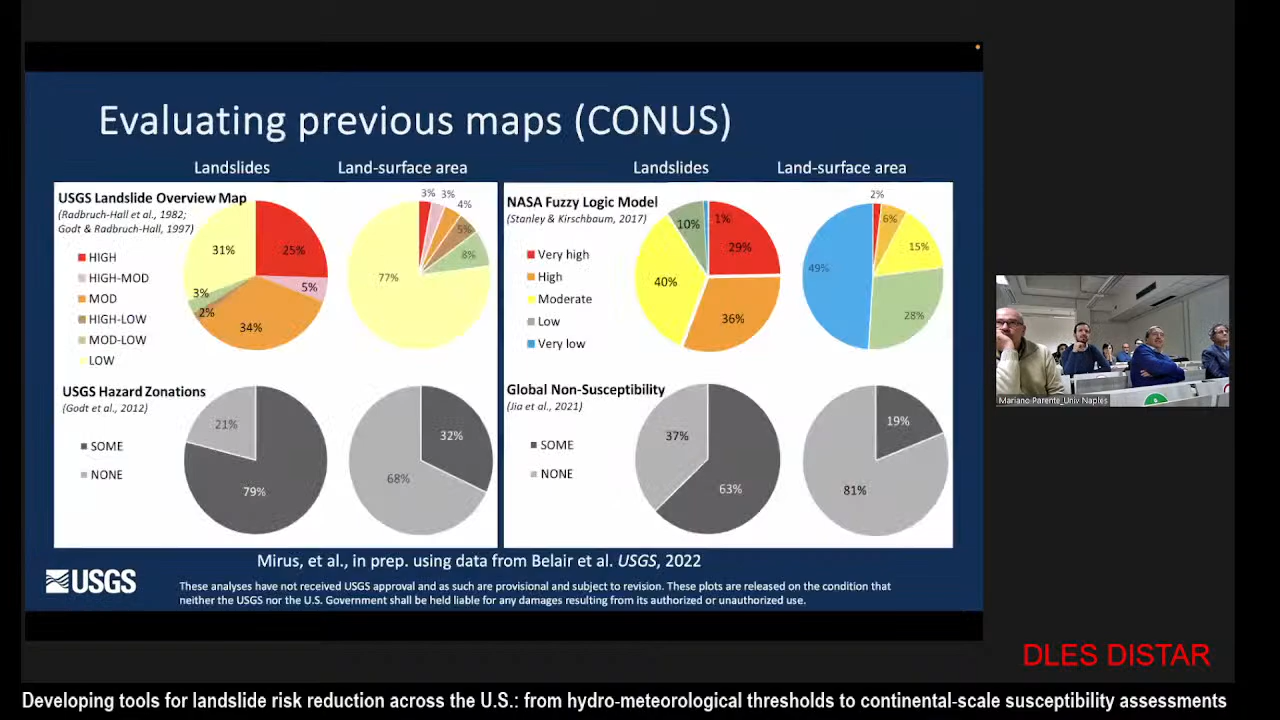 Evaluating previous maps (CONUS)
Landslides
Land-surface area
Landslides
Land-surface area
USGS Landslide Overview Map
(Radbruch-Hall et al., 1982;
Godt & Radbruch-Hall, 1997)
HIGH
HIGH-MOD
MOD
HIGH-LOW
MOD-LOW
LOW
31%
25%
5%
34%
2%
3%
3%
3%
4%
5%
8%
77%
NASA Fuzzy Logic Model
(Stanley & Kirschbaum, 2017)
Very high
High
Moderate
Low
Very low
10%
1%
29%
40%
36%
2%
6%
15%
28%
49%
USGS Hazard Zonations
(Godt et al., 2012)
SOME
NONE
21%
79%
32%
68%
Global Non-Susceptibility
(Jia et al., 2021)
SOME
NONE
37%
63%
19%
81%
Mirus, et al., in prep. using data from Belair et al. USGS, 2022
USGS
These analyses have not received USGS approval and as such are provisional and subject to revision. These plots are released on the condition that
neither the USGS nor the U.S. Government shall be held liable for any damages resulting from its authorized or unauthorized use.
Mariano Parente_Univ Naples
DLES DISTAR
Developing tools for landslide risk reduction across the U.S.: from hydro-meteorological thresholds to continental-scale susceptibility assessments